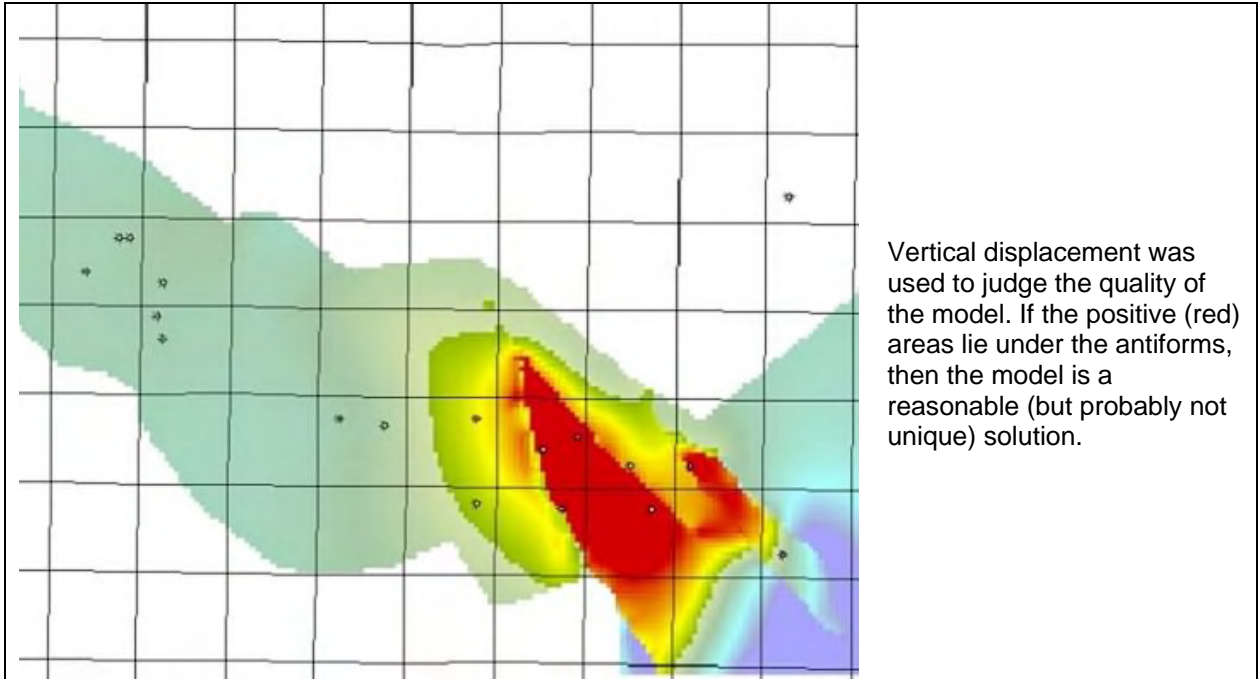 Vertical displacement was
used to judge the quality of
the model. If the positive (red)
areas lie under the antiforms,
then the model is a
reasonable (but probably not
unique) solution.